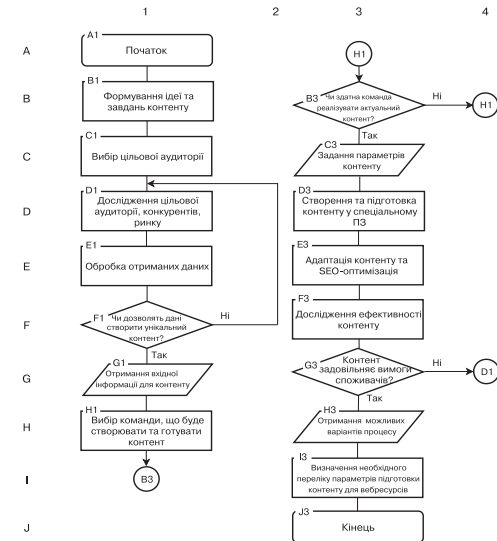 1
2
3
4
A
B
C
D
E
F
G
H
I
J
A1
Початок
B1
Формування ідеї та
завдань контенту
C1
Вибір цільової аудиторії
D1
Дослідження цільової
аудиторії, конкурентів,
ринку
E1
Обробка отриманих даних
F1
Чи дозволять дані
створити унікальний
контент?
Ні
Так
G1
Отримання вхідної
інформації для контенту
H1
Вибір команди, що буде
створювати та готувати
контент
B3
H1
B3
Чи здатна команда
реалізувати актуальний
контент?
Ні
H1
Так
C3
Задання параметрів
контенту
D3
Створення та підготовка
контенту у спеціальному
ПЗ
E3
Адаптація контенту та
SEO-оптимізація
F3
Дослідження ефективності
контенту
G3
Контент
задовільняє вимоги
споживачів?
Ні
D1
Так
H3
Отримання можливих
варіантів процесу
I3
Визначення необхідного
переліку параметрів підготовки
контенту для вебресурсів
J3
Кінець